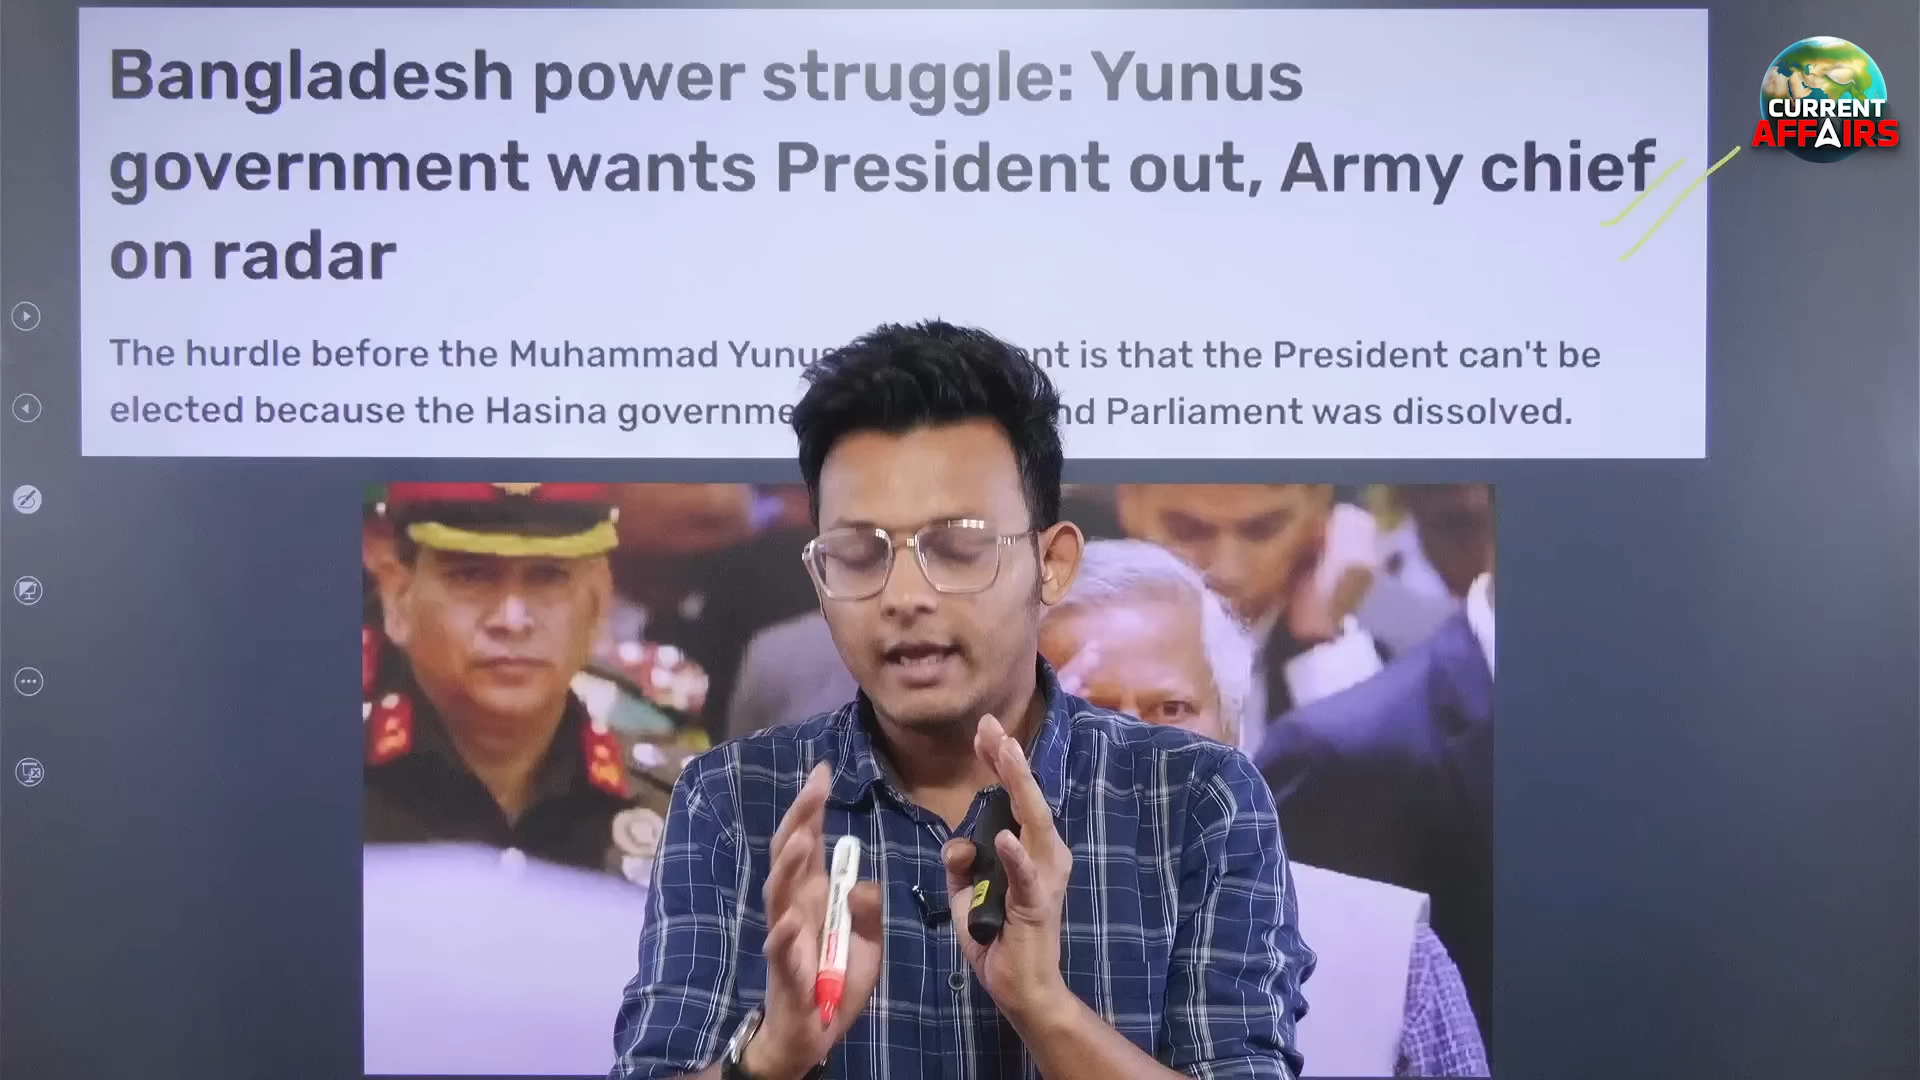 Bangladesh power struggle: Yunus
government wants President out, Army chief
on radar
The hurdle before the Muhammad Yunus nt is that the President can't be
elected because the Hasina governme nd Parliament was dissolved.
CURRENT
AFFAIRS